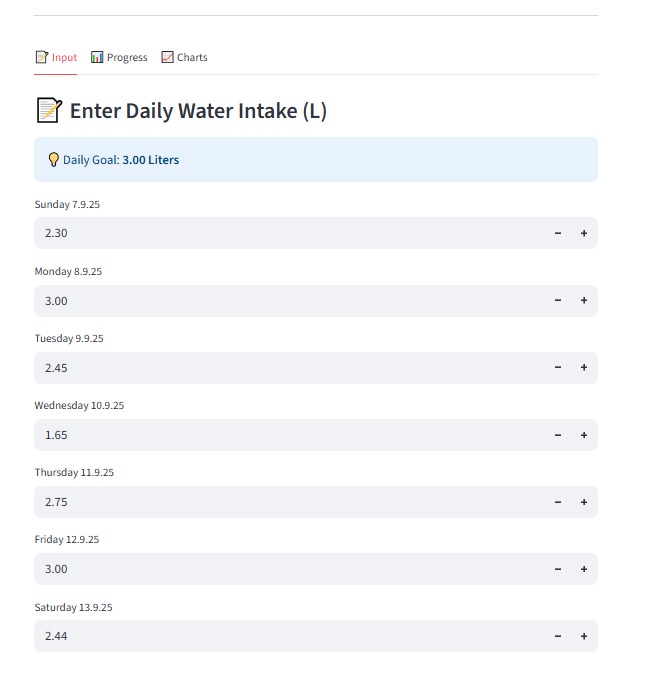 Input Progress Charts
Enter Daily Water Intake (L)
Daily Goal: 3.00 Liters
Sunday 7.9.25
2.30 − +
Monday 8.9.25
3.00 − +
Tuesday 9.9.25
2.45 − +
Wednesday 10.9.25
1.65 − +
Thursday 11.9.25
2.75 − +
Friday 12.9.25
3.00 − +
Saturday 13.9.25
2.44 − +